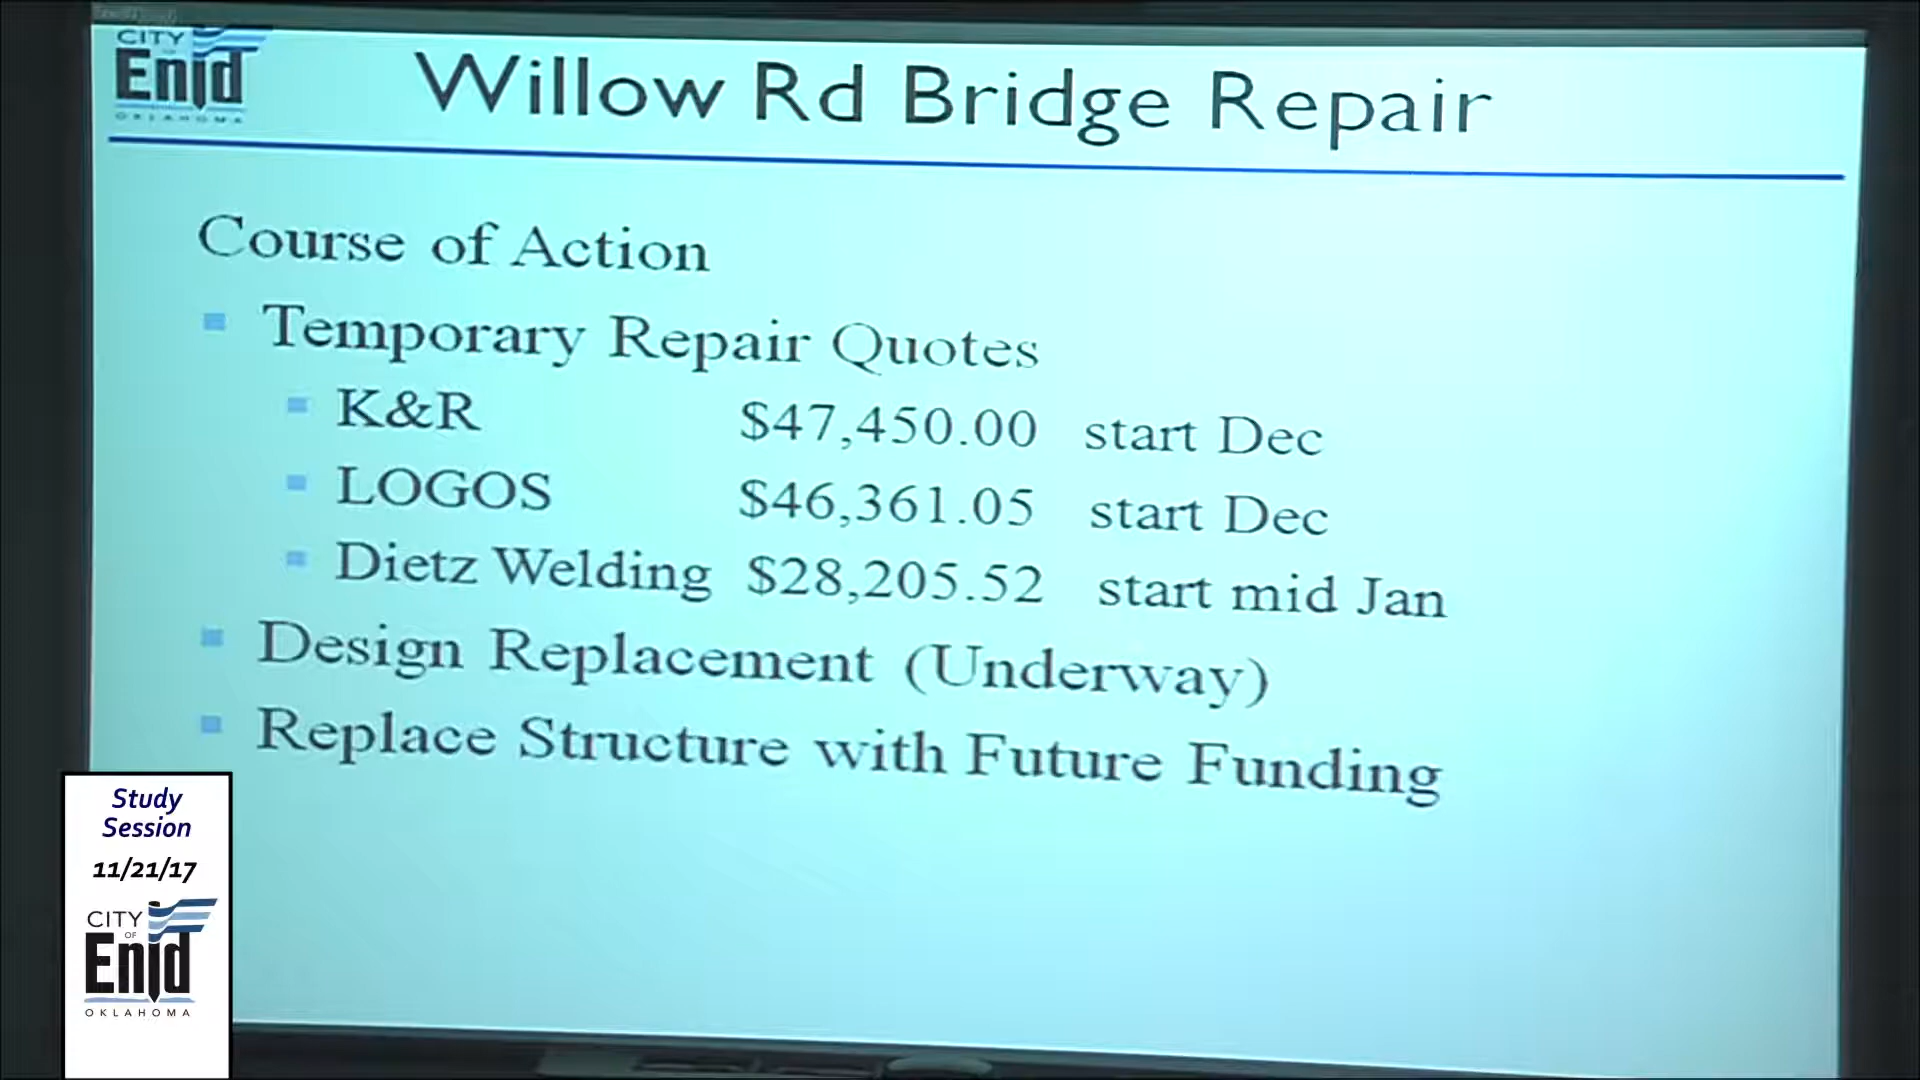 CITY
OF
Enid
OKLAHOMA
Willow Rd Bridge Repair
Course of Action
Temporary Repair Quotes
K&R $47,450.00 start Dec
LOGOS $46,361.05 start Dec
Dietz Welding $28,205.52 start mid Jan
Design Replacement (Underway)
Replace Structure with Future Funding
Study
Session
11/21/17
CITY
OF
Enid
OKLAHOMA